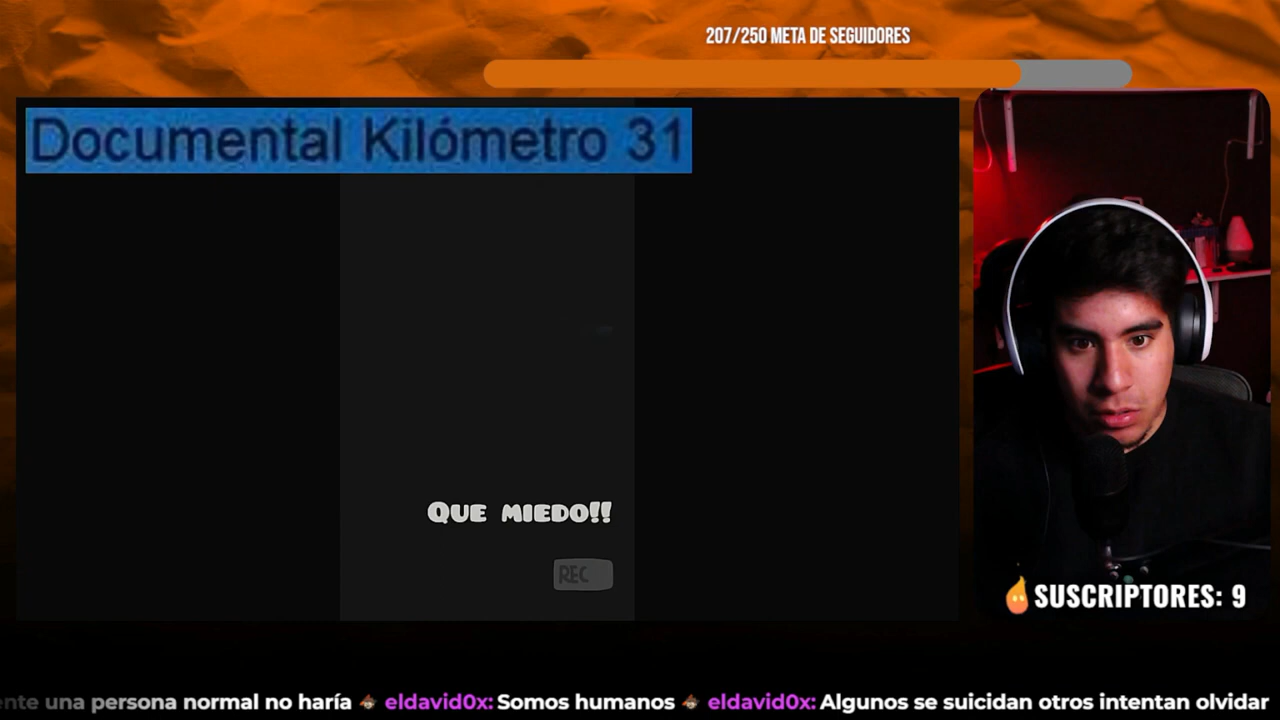 207/250 META DE SEGUIDORES
Documental Kilómetro 31
QUE MIEDO!!
REC
SUSCRIPTORES: 9
nte una persona normal no haría eldavid0x: Somos humanos eldavid0x: Algunos se suicidan otros intentan olvidar